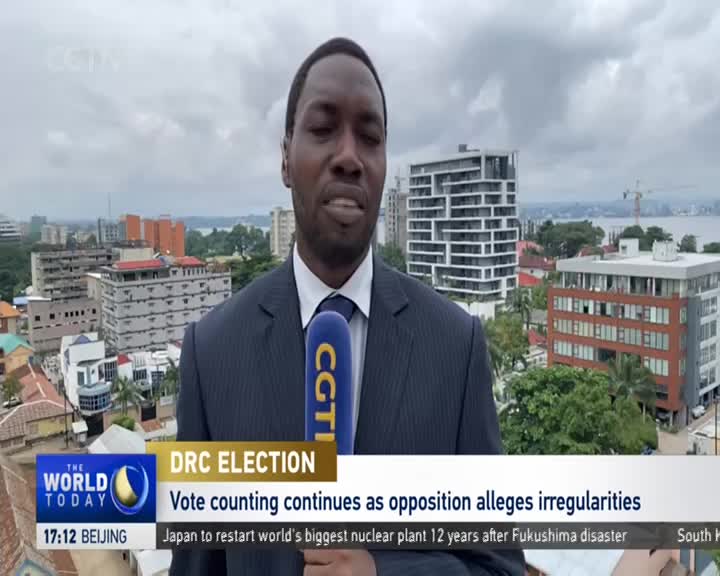 CGTN
CGT
DRC ELECTION
THE WORLD TODAY
Vote counting continues as opposition alleges irregularities
17:12 BEIJING
Japan to restart world's biggest nuclear plant 12 years after Fukushima disaster
South K